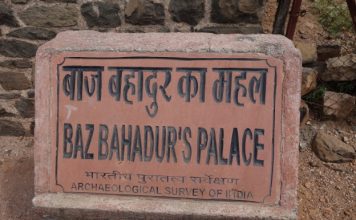 बाज बहादुर का महल
BAZ BAHADUR'S PALACE
भारतीय पुरातत्व सर्वेक्षण
ARCHAEOLOGICAL SURVEY OF INDIA